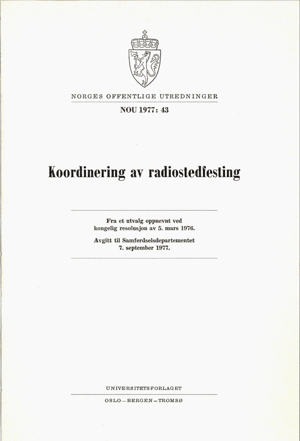 NORGES OFFENTLIGE UTREDNINGER
NOU 1977: 43
Koordinering av radiostedfesting
Fra et utvalg oppnevnt ved
kongelig resolusjon av 5. mars 1976.
Avgitt til Samferdselsdepartementet
7. september 1977.
UNIVERSITETSFORLAGET
OSLO – BERGEN – TROMSØ